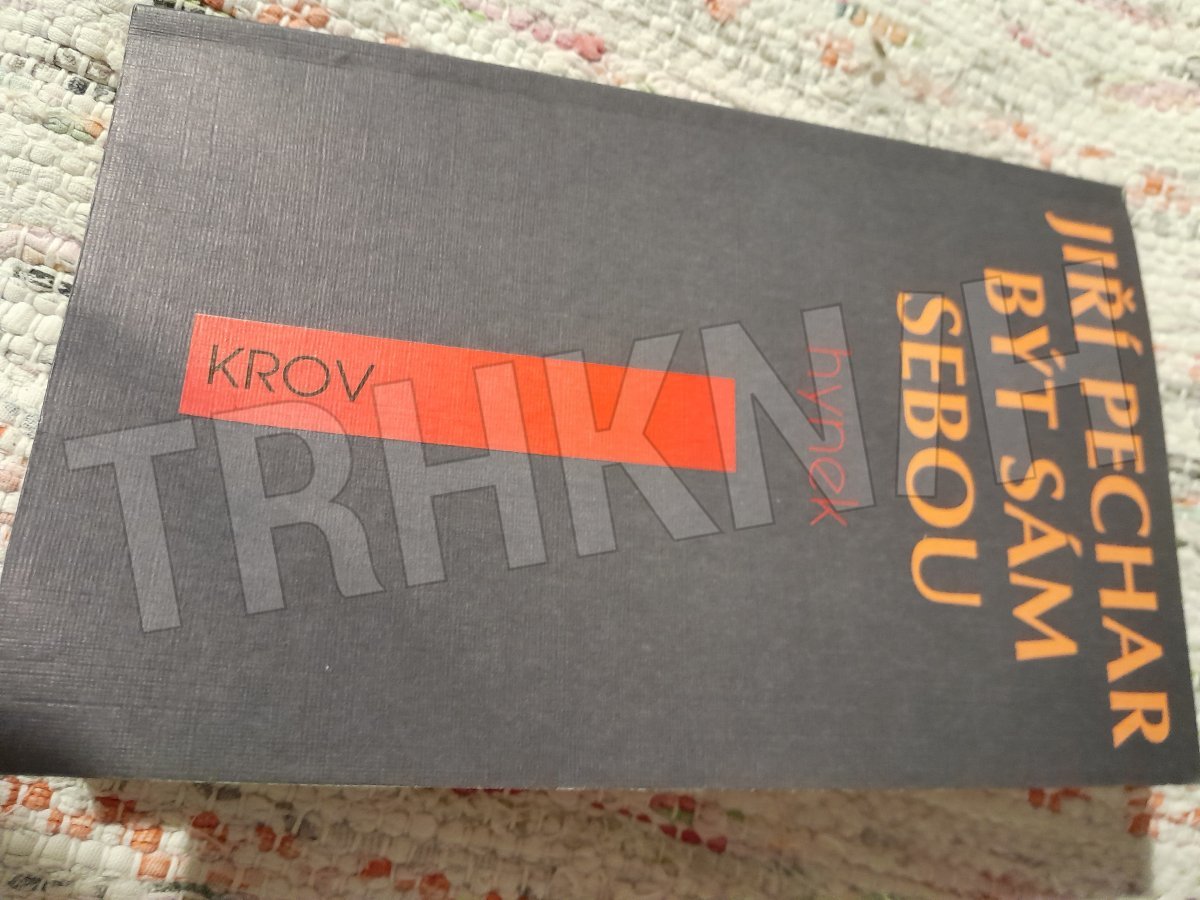 JIŘÍ PECHAR
BÝT SÁM
SEBOU
hynek
KROV
TRHKNIH